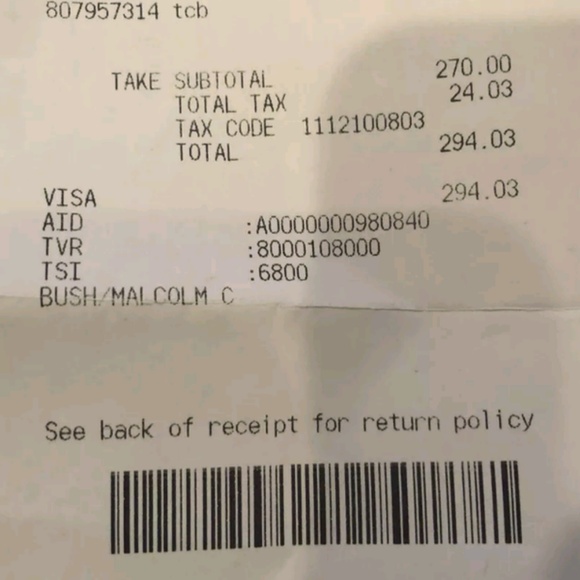 807957314 tcb
TAKE SUBTOTAL 270.00
TOTAL TAX 24.03
TAX CODE 1112100803
TOTAL 294.03
VISA 294.03
AID :A0000000980840
TVR :8000108000
TSI :6800
BUSH/MALCOLM C
See back of receipt for return policy